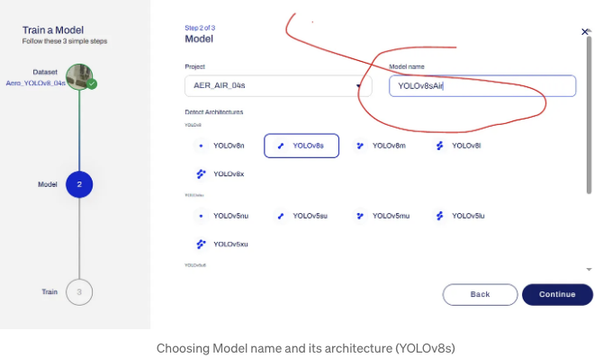 Train a Model
Follow these 3 simple steps
Dataset
Aero_YOLOv8_04s
Model
2
Train
3
Step 2 of 3
Model
Project
AER_AIR_04s
Model name
YOLOv8sAir
Detect Architectures
YOLOv8
YOLOv8n
YOLOv8s
YOLOv8m
YOLOv8l
YOLOv8x
YOLOv5u
YOLOv5nu
YOLOv5su
YOLOv5mu
YOLOv5lu
YOLOv5xu
Back
Continue
Choosing Model name and its architecture (YOLOv8s)